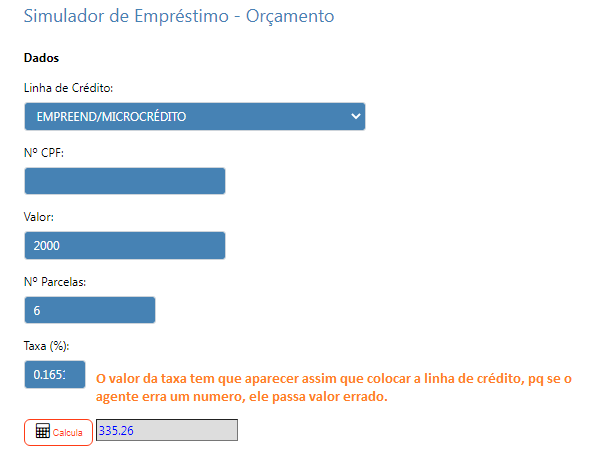 Simulador de Empréstimo - Orçamento
Dados
Linha de Crédito:
EMPREEND/MICROCRÉDITO
Nº CPF:
Valor:
2000
Nº Parcelas:
6
Taxa (%):
0.165
O valor da taxa tem que aparecer assim que colocar a linha de crédito, pq se o
agente erra um numero, ele passa valor errado.
Calcula
335.26